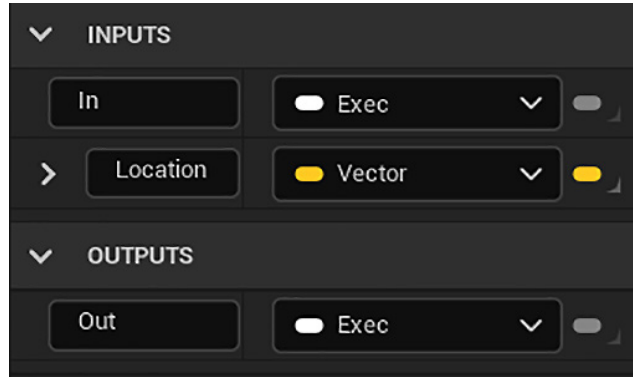 INPUTS
In Exec
Location Vector
OUTPUTS
Out Exec